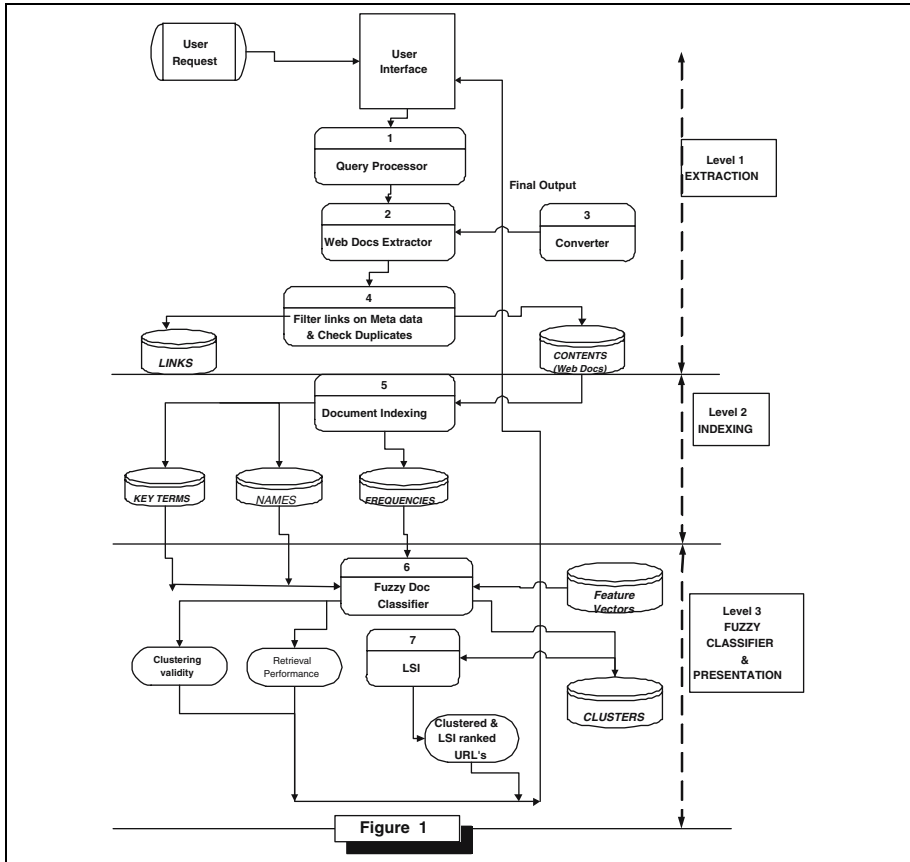 User
Request
User
Interface
1
Query Processor
Level 1
EXTRACTION
Final Output
2
Web Docs Extractor
3
Converter
4
Filter links on Meta data
& Check Duplicates
LINKS
CONTENTS
(Web Docs)
5
Document Indexing
Level 2
INDEXING
KEY TERMS
NAMES
FREQUENCIES
6
Fuzzy Doc
Classifier
Feature
Vectors
Level 3
FUZZY
CLASSIFIER
&
PRESENTATION
Clustering
validity
Retrieval
Performance
7
LSI
CLUSTERS
Clustered &
LSI ranked
URL's
Figure 1